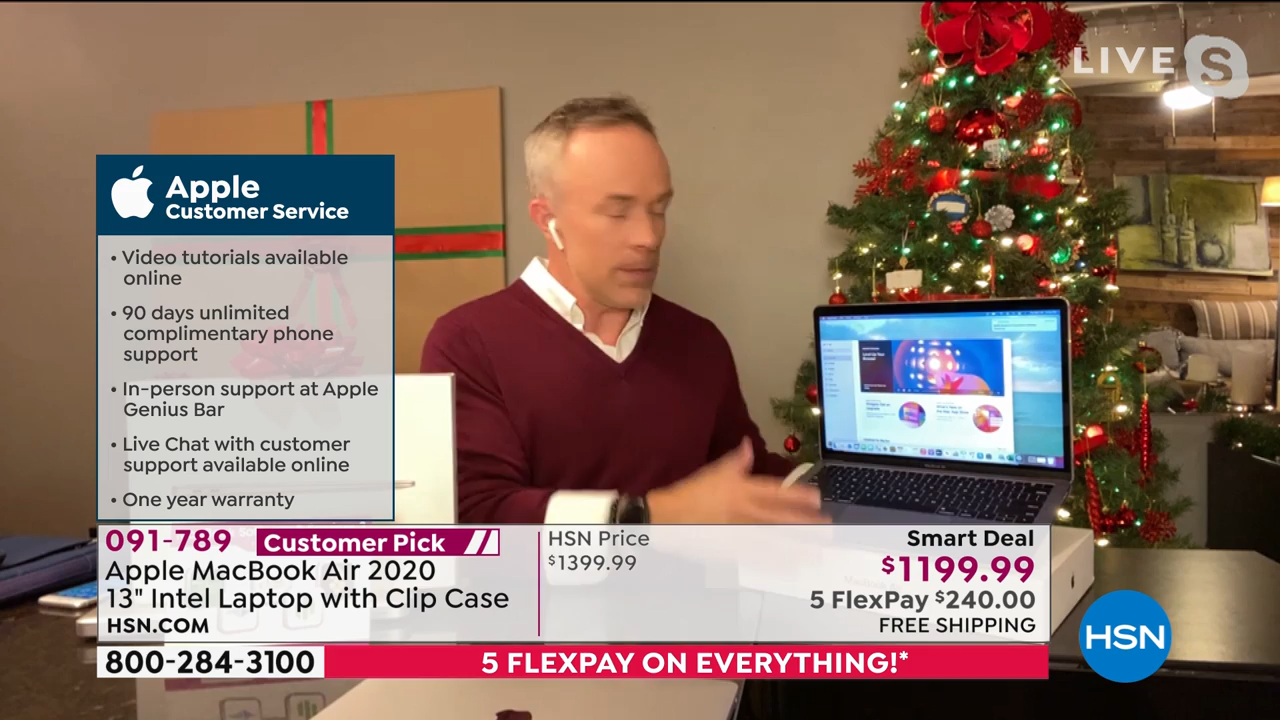 LIVE S
Apple
Customer Service
• Video tutorials available
online
• 90 days unlimited
complimentary phone
support
• In-person support at Apple
Genius Bar
• Live Chat with customer
support available online
• One year warranty
091-789 Customer Pick
Apple MacBook Air 2020
13" Intel Laptop with Clip Case
HSN.COM
HSN Price
$1399.99
Smart Deal
$1199.99
5 FlexPay $240.00
FREE SHIPPING
HSN
800-284-3100 5 FLEXPAY ON EVERYTHING!*